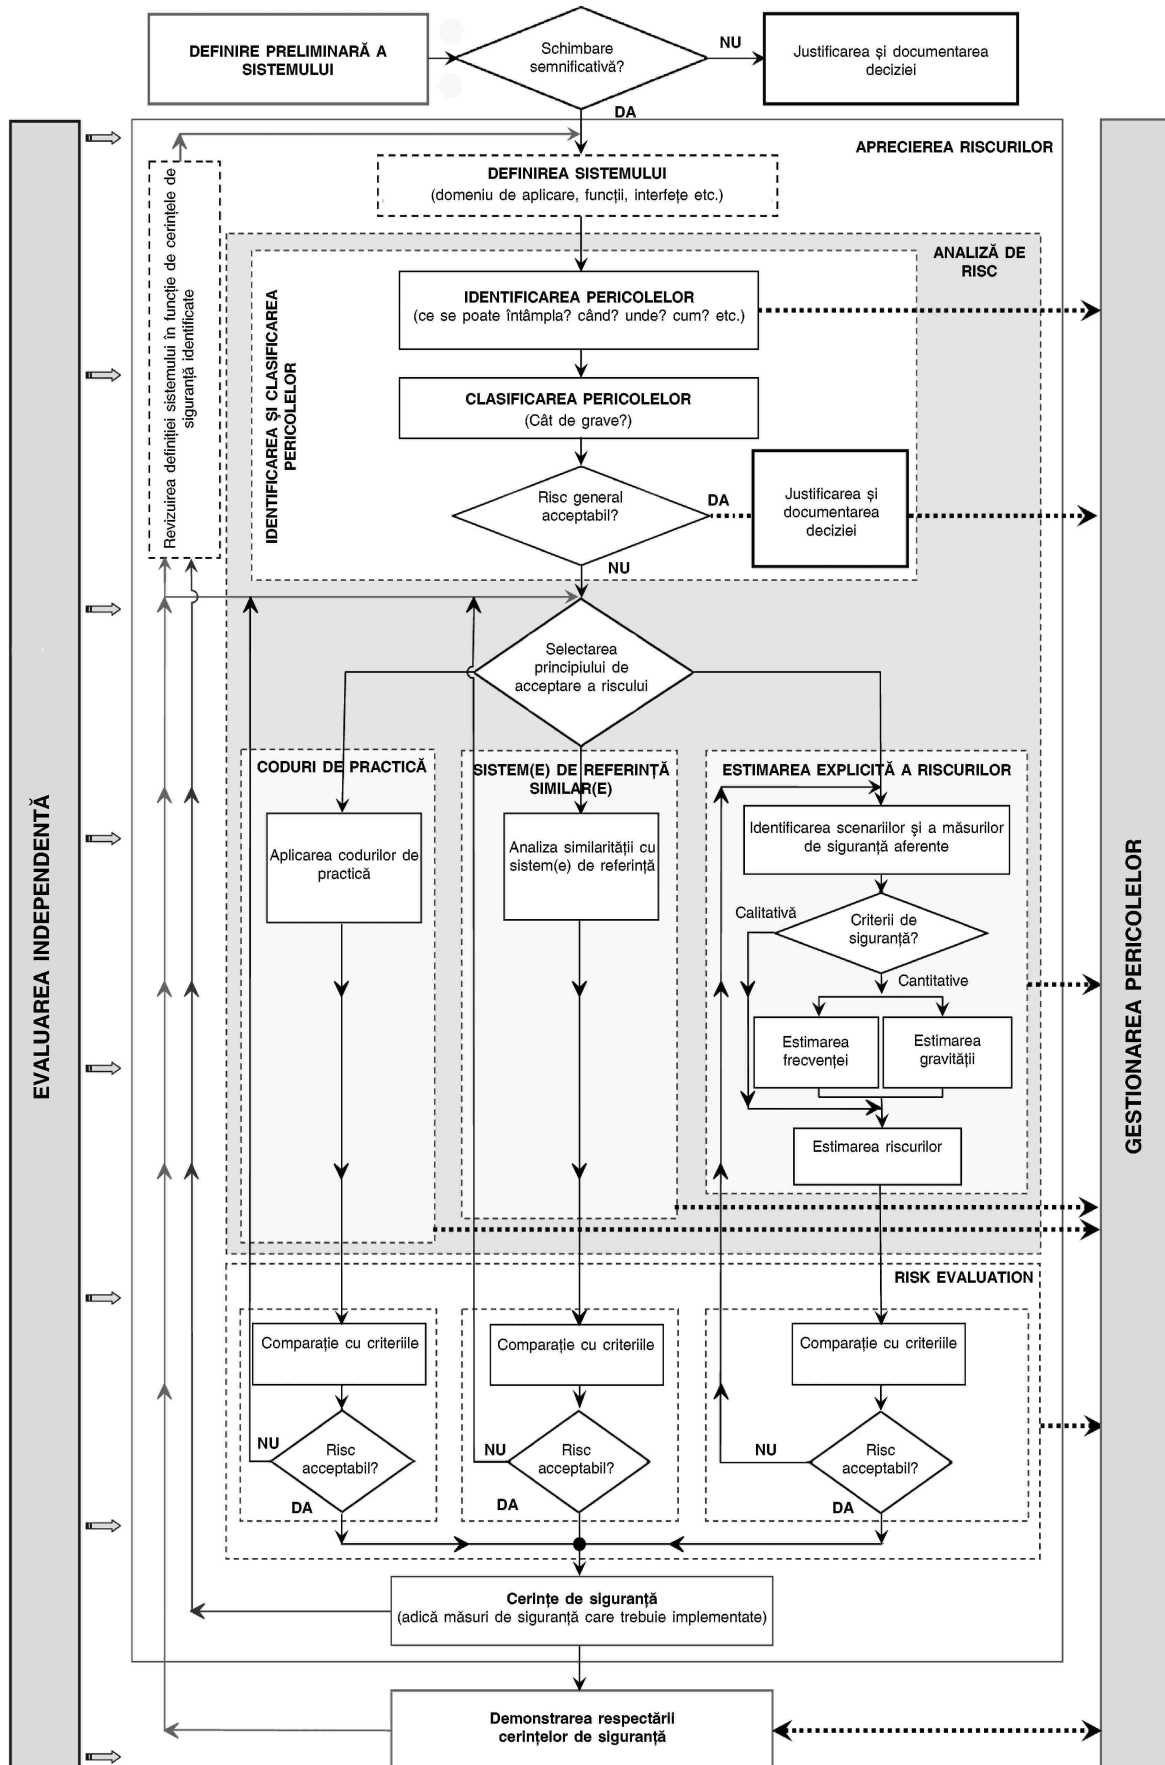 DEFINIRE PRELIMINARĂ A
SISTEMULUI
Schimbare
semnificativă?
NU
Justificarea și documentarea
deciziei
DA
APRECIEREA RISCURILOR
DEFINIREA SISTEMULUI
(domeniu de aplicare, funcții, interfețe etc.)
Revizuirea definiției sistemului în funcție de cerințele de
siguranță identificate
ANALIZĂ DE
RISC
IDENTIFICAREA ȘI CLASIFICAREA
PERICOLELOR
IDENTIFICAREA PERICOLELOR
(ce se poate întâmpla? când? unde? cum? etc.)
CLASIFICAREA PERICOLELOR
(Cât de grave?)
Risc general
acceptabil?
DA
Justificarea și
documentarea
deciziei
NU
Selectarea
principiului de
acceptare a riscului
CODURI DE PRACTICĂ
SISTEM(E) DE REFERINȚĂ
SIMILAR(E)
ESTIMAREA EXPLICITĂ A RISCURILOR
Aplicarea codurilor de
practică
Analiza similarității cu
sistem(e) de referință
Identificarea scenariilor și a măsurilor
de siguranță aferente
Calitativă
Criterii de
siguranță?
Cantitative
Estimarea
frecvenței
Estimarea
gravității
Estimarea riscurilor
RISK EVALUATION
Comparație cu criteriile
Comparație cu criteriile
Comparație cu criteriile
NU
Risc
acceptabil?
DA
NU
Risc
acceptabil?
DA
NU
Risc
acceptabil?
DA
Cerințe de siguranță
(adică măsuri de siguranță care trebuie implementate)
Demonstrarea respectării
cerințelor de siguranță
EVALUAREA INDEPENDENTĂ
GESTIONAREA PERICOLELOR